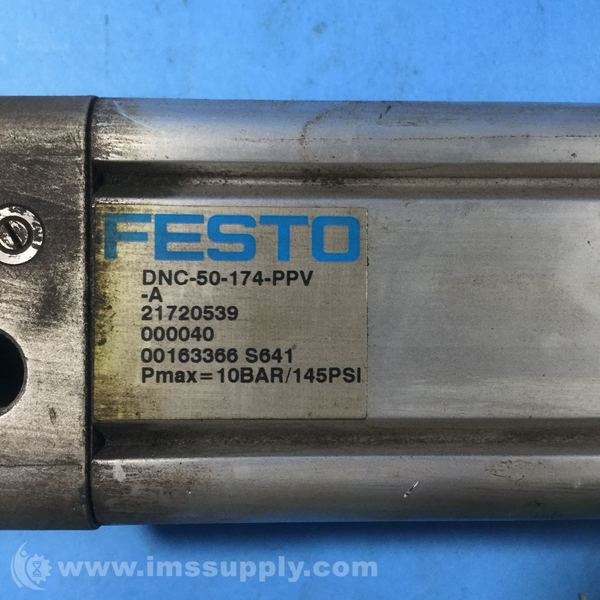 FESTO
DNC-50-174-PPV
-A
21720539
000040
00163366 S641
Pmax=10BAR/145PSI
www.imssupply.com